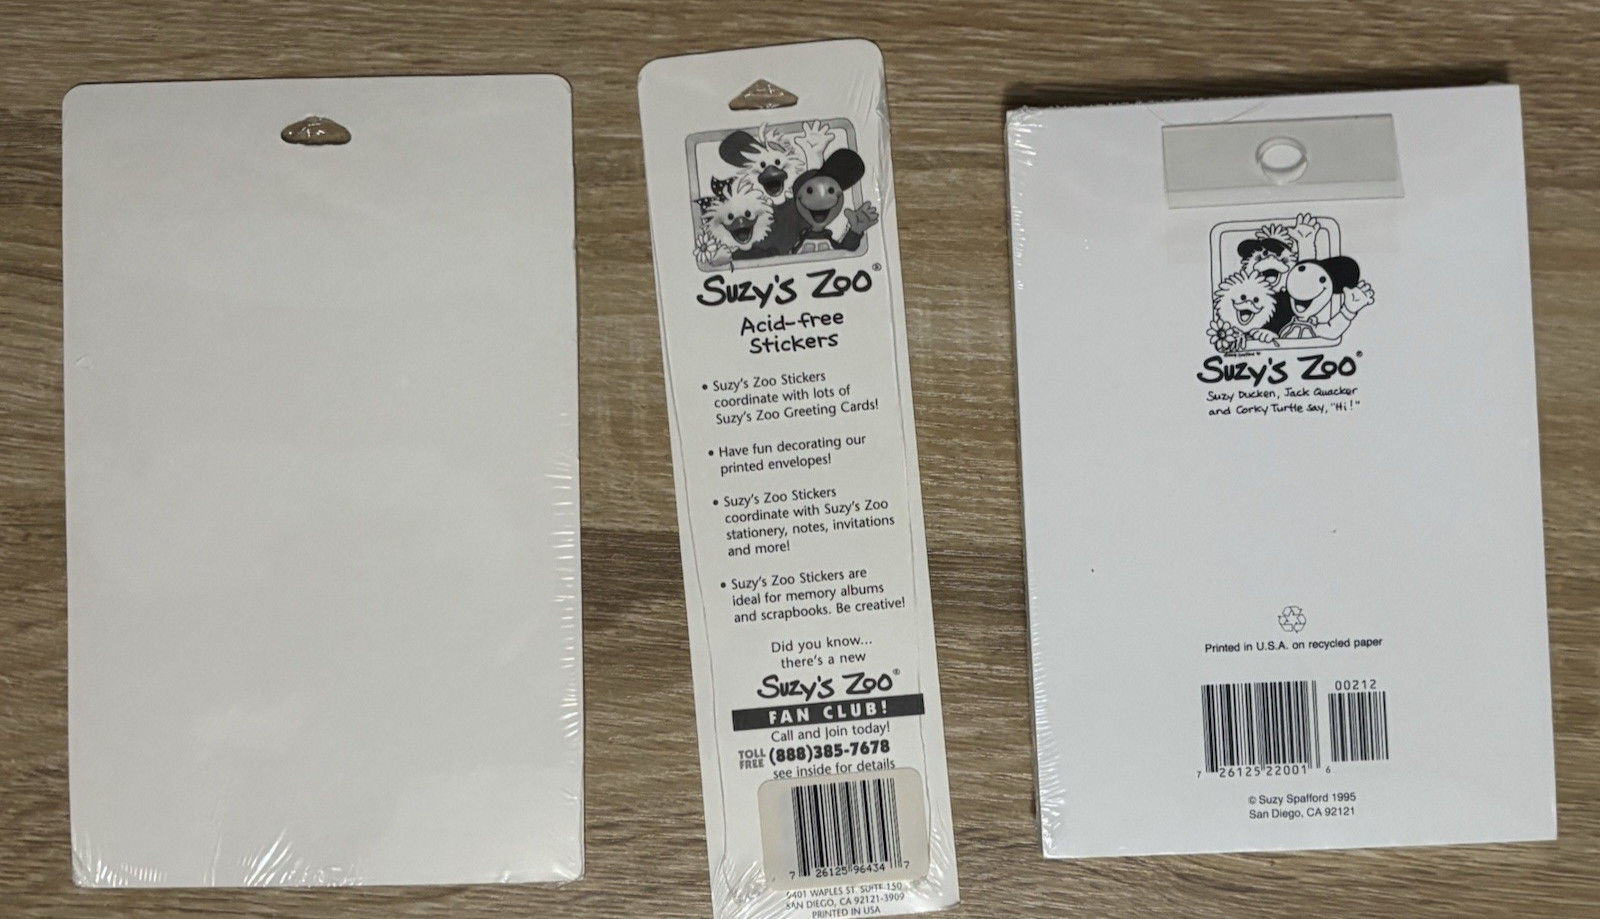 Suzy's Zoo®
Acid-free
Stickers
• Suzy's Zoo Stickers
coordinate with lots of
Suzy's Zoo Greeting Cards!
• Have fun decorating our
printed envelopes!
• Suzy's Zoo Stickers
coordinate with Suzy's Zoo
stationery, notes, invitations
and more!
• Suzy's Zoo Stickers are
ideal for memory albums
and scrapbooks. Be creative!
Did you know...
there's a new
Suzy's Zoo®
FAN CLUB!
Call and Join today!
TOLL FREE (888)385-7678
see inside for details
7 26125 96434 7
9401 WAPLES ST. SUITE 150
SAN DIEGO, CA 92121-3909
PRINTED IN USA
Suzy's Zoo®
Suzy Ducken, Jack Quacker
and Corky Turtle say, "Hi!"
Printed in U.S.A. on recycled paper
00212
7 26125 22001 6
© Suzy Spafford 1995
San Diego, CA 92121